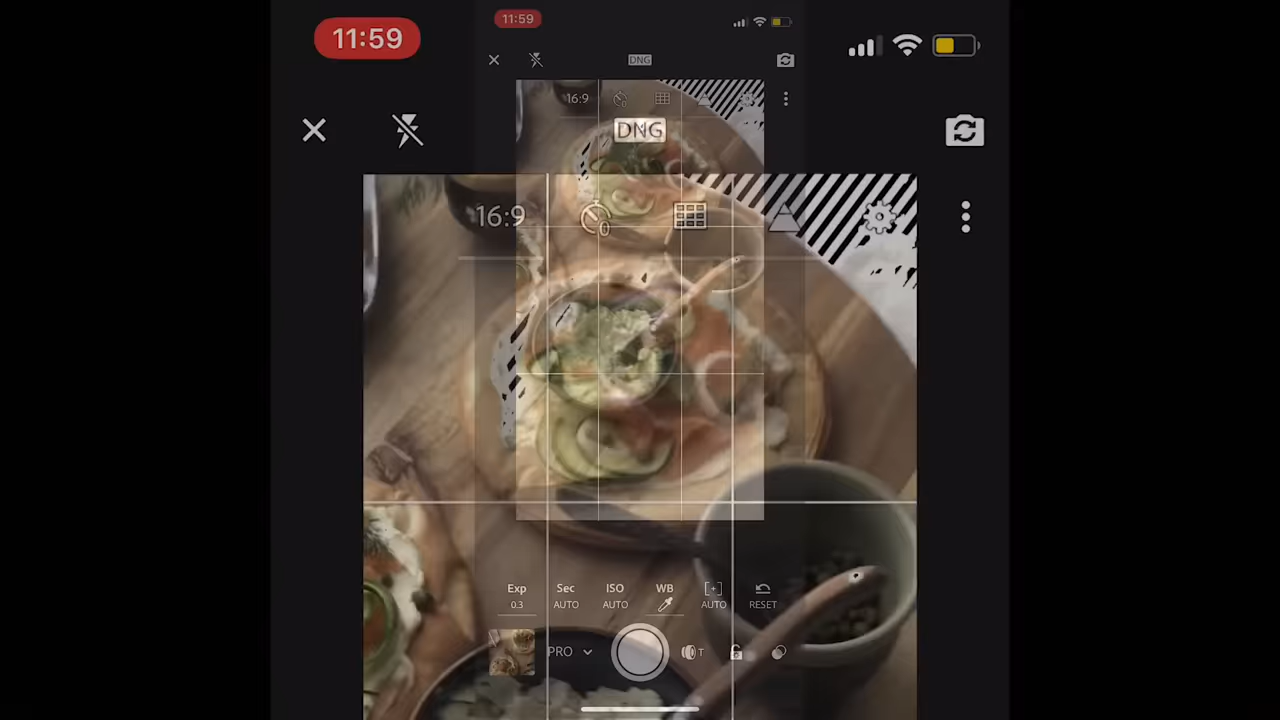 11:59
11:59
DNG
16:9
DNG
16:9
0
Exp Sec ISO WB
0.3 AUTO AUTO AUTO RESET
PRO T